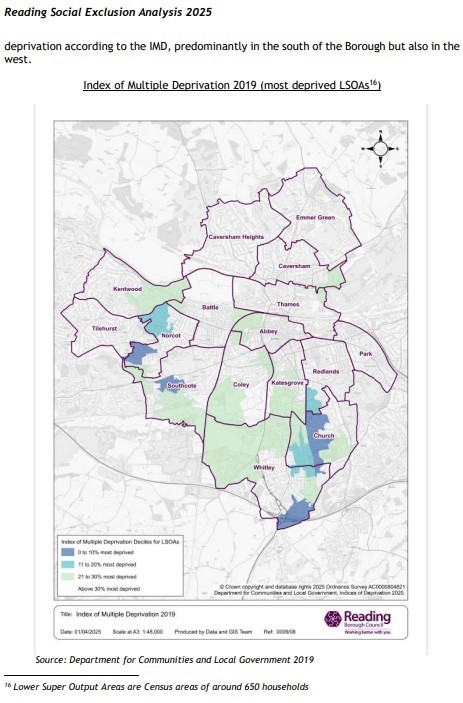 Reading Social Exclusion Analysis 2025
deprivation according to the IMD, predominantly in the south of the Borough but also in the
west.
Index of Multiple Deprivation 2019 (most deprived LSOAs16)
Emmer Green
Caversham Heights
Caversham
Kentwood
Thames
Battle
Tilehurst
Norcot
Abbey
Park
Redlands
Southcote
Coley
Katesgrove
Church
Whitley
Index of Multiple Deprivation Deciles for LSOAs
0 to 10% most deprived
11 to 20% most deprived
21 to 30% most deprived
Above 30% most deprived
© Crown copyright and database rights 2025 Ordnance Survey AC0000804821
Department for Communities and Local Government, Indices of Deprivation 2020.
Title: Index of Multiple Deprivation 2019
Date: 01/04/2025 Scale at A3: 1:48,000 Produced by Data and GIS Team Ref: 0009/06
Reading
Borough Council
Working better with you
Source: Department for Communities and Local Government 2019
16 Lower Super Output Areas are Census areas of around 650 households